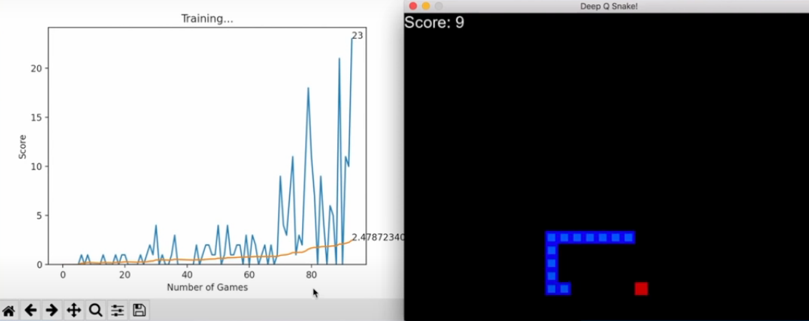 Training...
23
20
15
10
5
0
Score
2.47872340
0
20
40
60
80
Number of Games
Deep Q Snake!
Score: 9